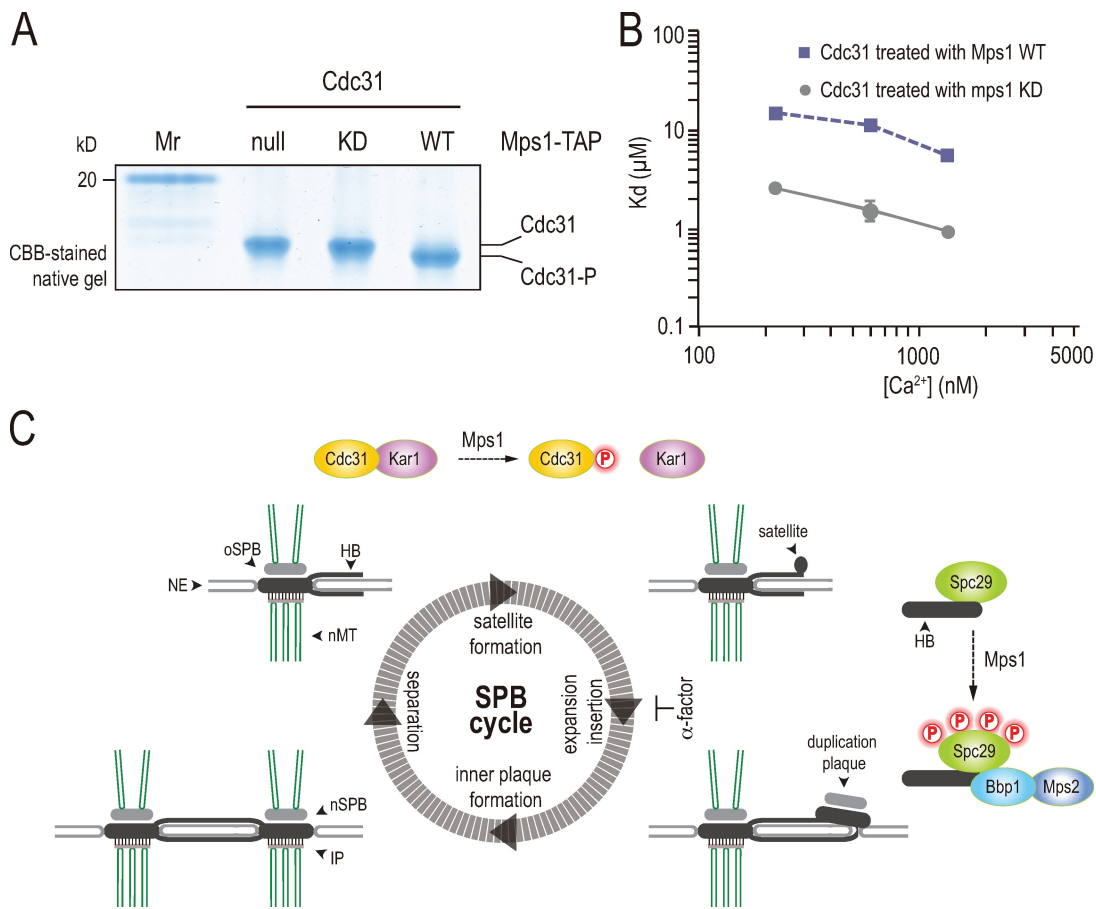 A
Cdc31
kD
Mr
null
KD
WT
Mps1-TAP
20
Cdc31
CBB-stained
native gel
Cdc31-P
B
100
10
1
0.1
Kd (μM)
Cdc31 treated with Mps1 WT
Cdc31 treated with mps1 KD
100
1000
5000
[Ca²⁺] (nM)
C
Cdc31
Kar1
Mps1
Cdc31
P
Kar1
oSPB
HB
NE
nMT
satellite
satellite
formation
SPB
cycle
separation
expansion
insertion
α-factor
inner plaque
formation
Spc29
HB
Mps1
P
P
P
P
Spc29
Bbp1
Mps2
duplication
plaque
nSPB
IP